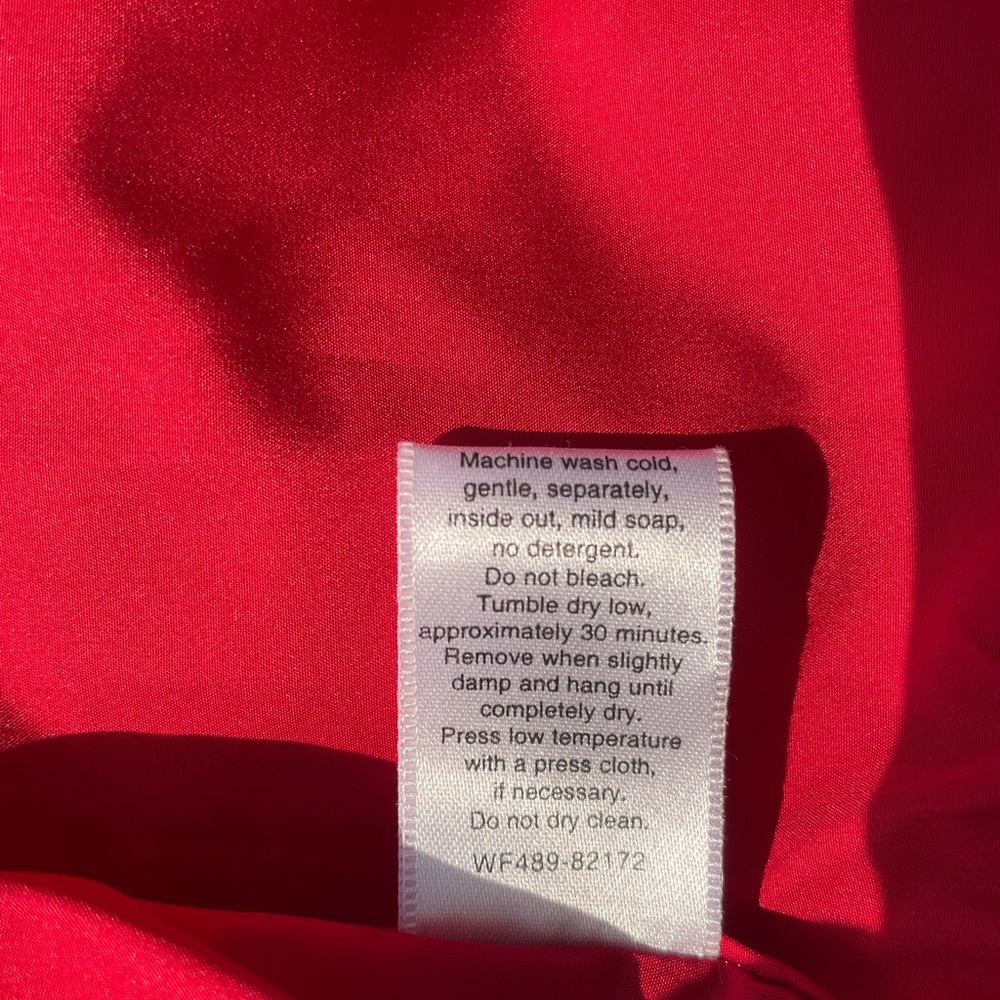 Machine wash cold,
gentle, separately,
inside out, mild soap,
no detergent.
Do not bleach.
Tumble dry low,
approximately 30 minutes.
Remove when slightly
damp and hang until
completely dry.
Press low temperature
with a press cloth,
if necessary.
Do not dry clean.
WF489-82172